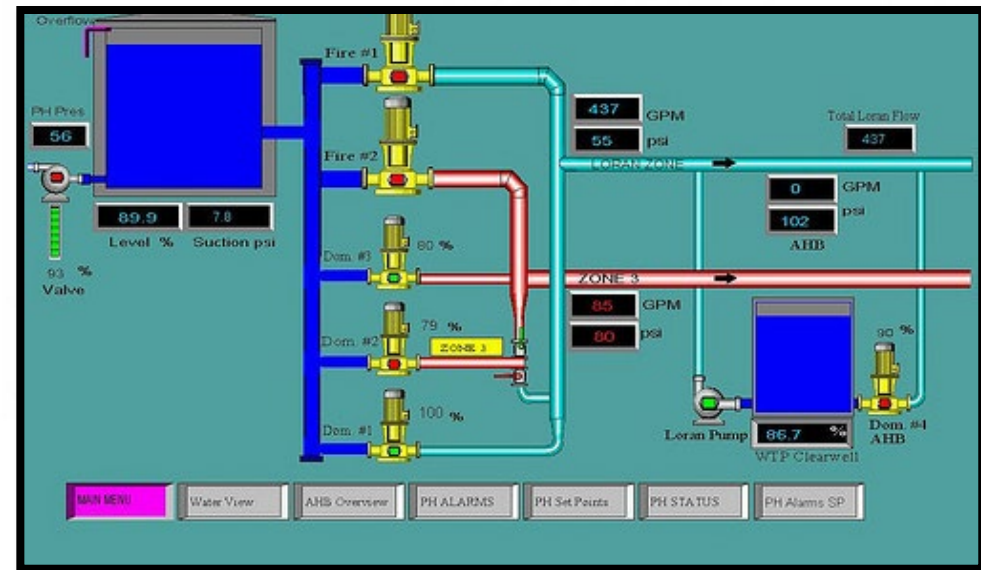 Overflow
Fire #1
PH Pres
56
437 GPM
55 psi
Total Loran Flow
437
Fire #2
LORAN ZONE
0 GPM
102 psi
AHB
89.9 7.8
Level % Suction psi
80 %
Dom. #3
93 %
Valve
ZONE 3
85 GPM
80 psi
79 %
Dom. #2
ZONE 3
90 %
100 %
Dom. #1
Loran Pump
86.7 %
Dom. #4
AHB
WTP Clearwell
MAIN MENU
Water View
AHB Overview
PH ALARMS
PH Set Points
PH STATUS
PH Alarms SP